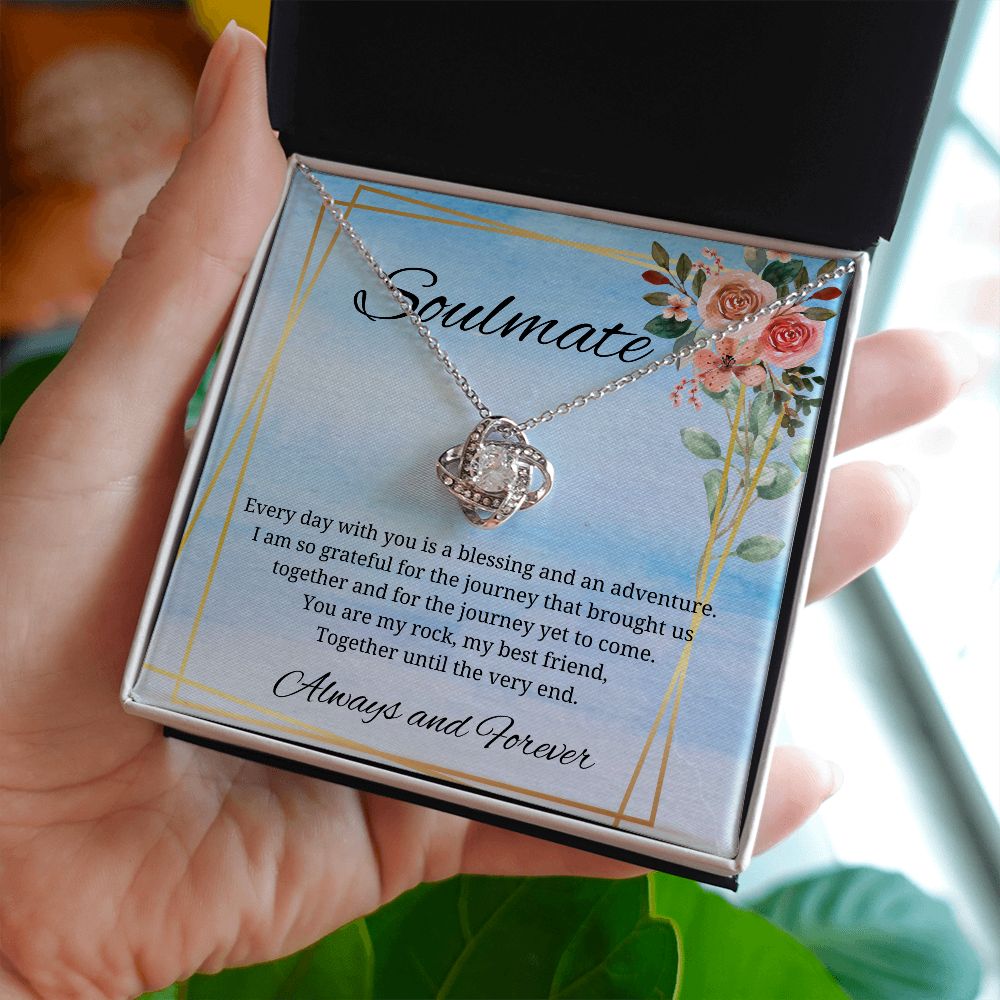 Soulmate
Every day with you is a blessing and an adventure.
I am so grateful for the journey that brought us
together and for the journey yet to come.
You are my rock, my best friend,
Together until the very end.
Always and Forever